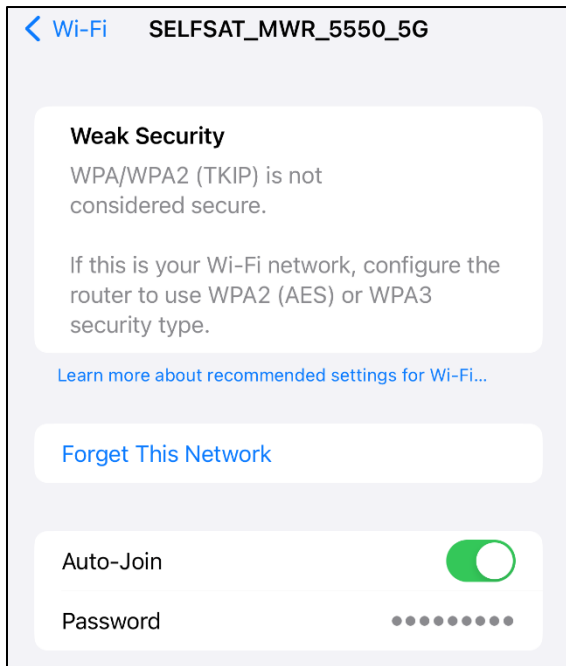 Wi-Fi SELFSAT_MWR_5550_5G
Weak Security
WPA/WPA2 (TKIP) is not
considered secure.
If this is your Wi-Fi network, configure the
router to use WPA2 (AES) or WPA3
security type.
Learn more about recommended settings for Wi-Fi...
Forget This Network
Auto-Join
Password ●●●●●●●●●